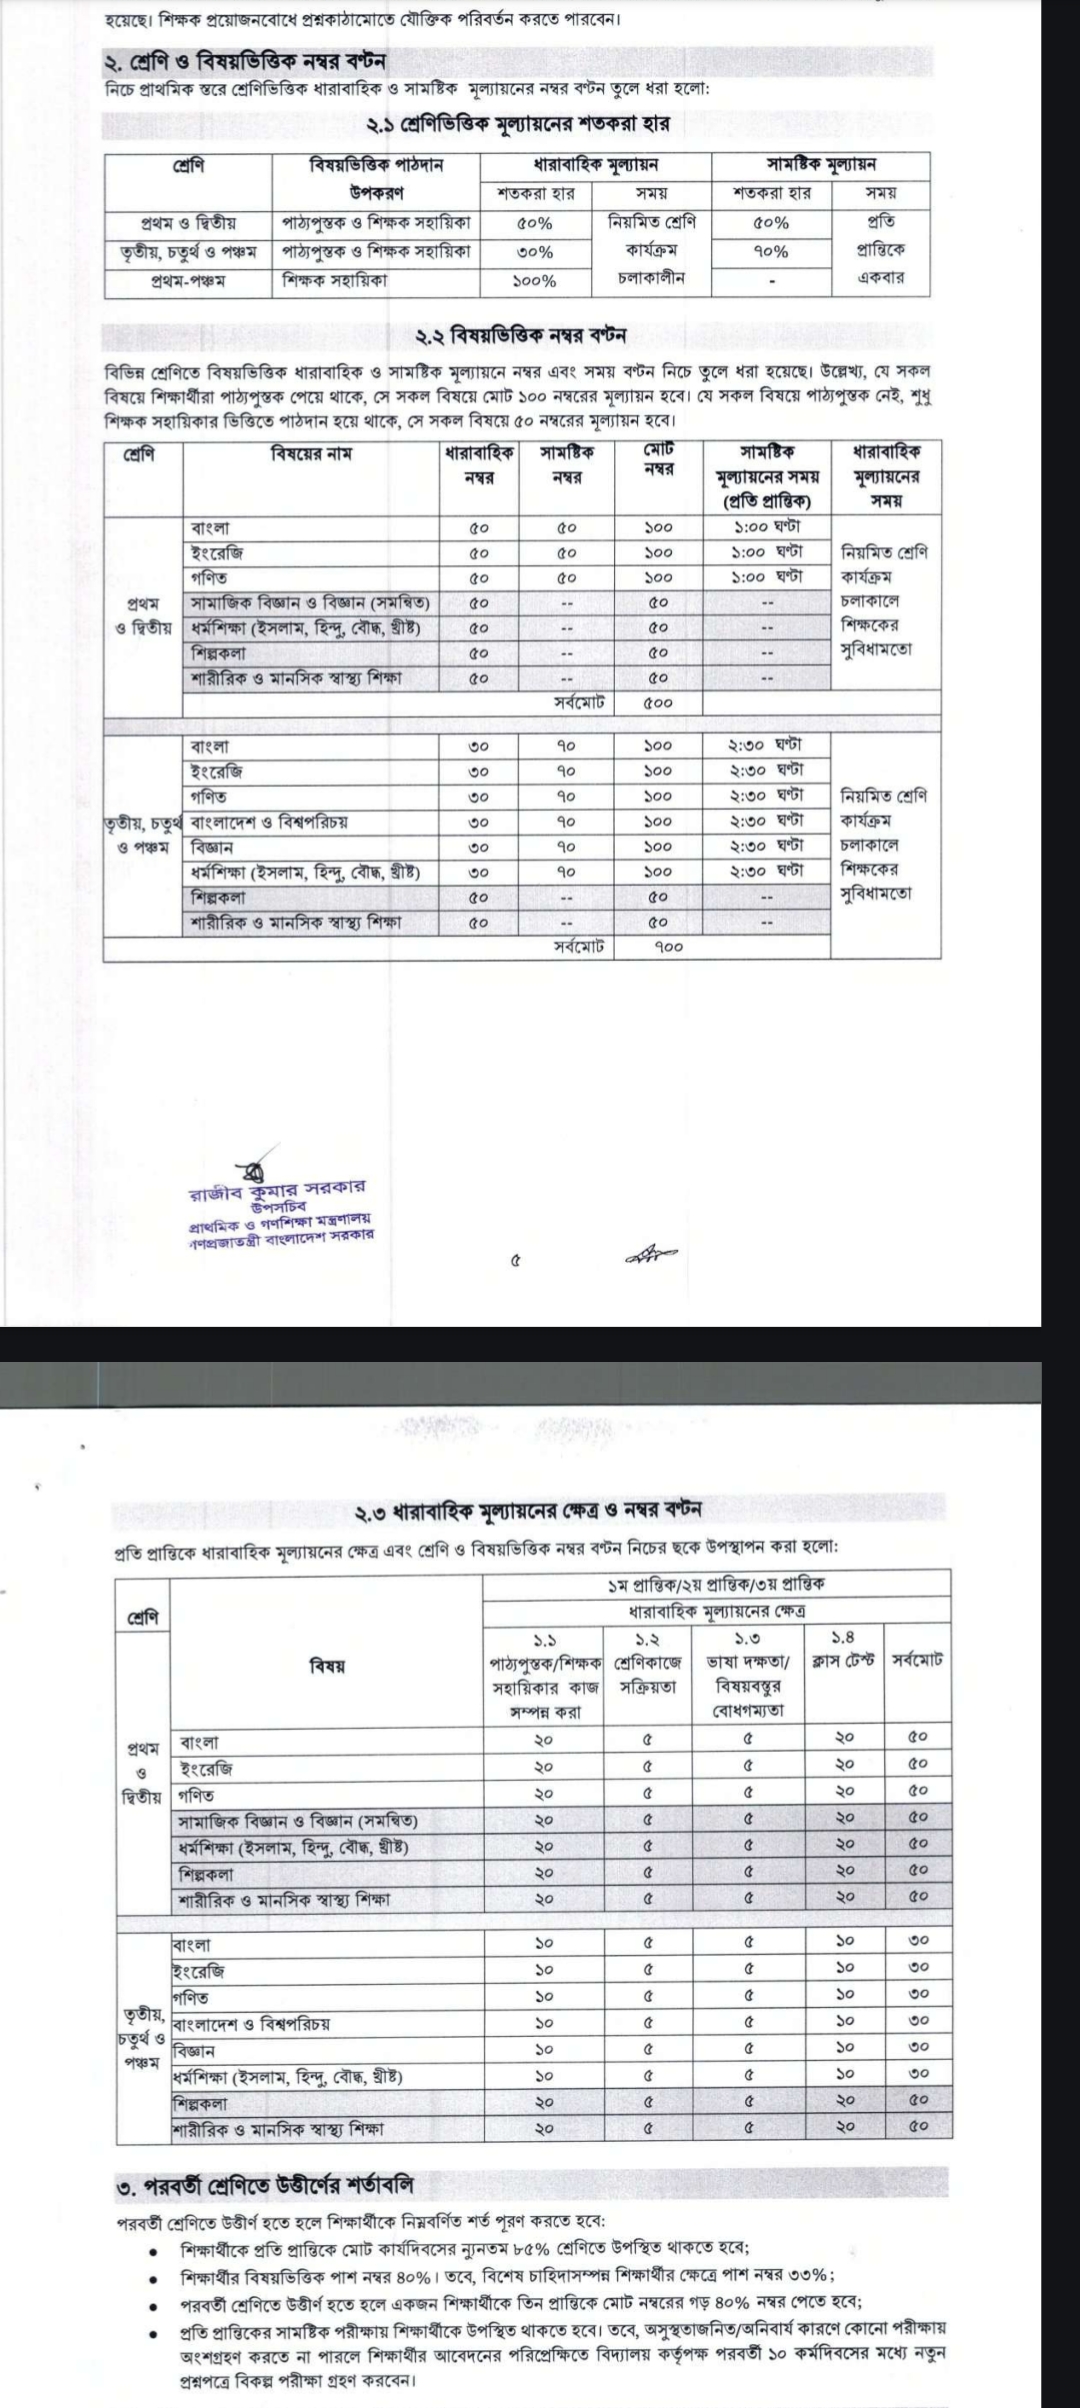 হয়েছে। শিক্ষক প্রয়োজনবোধে প্রশ্নকাঠামোতে যৌক্তিক পরিবর্তন করতে পারবেন।
২. শ্রেণি ও বিষয়ভিত্তিক নম্বর বণ্টন
নিচে প্রাথমিক স্তরে শ্রেণিভিত্তিক ধারাবাহিক ও সামষ্টিক মূল্যায়নের নম্বর বণ্টন তুলে ধরা হলো:
২.১ শ্রেণিভিত্তিক মূল্যায়নের শতকরা হার
শ্রেণি বিষয়ভিত্তিক পাঠদান উপকরণ ধারাবাহিক মূল্যায়ন সামষ্টিক মূল্যায়ন
শতকরা হার সময় শতকরা হার সময়
প্রথম ও দ্বিতীয় পাঠ্যপুস্তক ও শিক্ষক সহায়িকা ৫০% নিয়মিত শ্রেণি ৫০% প্রতি
তৃতীয়, চতুর্থ ও পঞ্চম পাঠ্যপুস্তক ও শিক্ষক সহায়িকা ৩০% কার্যক্রম ৭০% প্রান্তিকে
প্রথম-পঞ্চম শিক্ষক সহায়িকা ১০০% চলাকালীন - একবার
২.২ বিষয়ভিত্তিক নম্বর বণ্টন
বিভিন্ন শ্রেণিতে বিষয়ভিত্তিক ধারাবাহিক ও সামষ্টিক মূল্যায়নে নম্বর এবং সময় বণ্টন নিচে তুলে ধরা হয়েছে। উল্লেখ্য, যে সকল
বিষয়ে শিক্ষার্থীরা পাঠ্যপুস্তক পেয়ে থাকে, সে সকল বিষয়ে মোট ১০০ নম্বরের মূল্যায়ন হবে। যে সকল বিষয়ে পাঠ্যপুস্তক নেই, শুধু
শিক্ষক সহায়িকার ভিত্তিতে পাঠদান হয়ে থাকে, সে সকল বিষয়ে ৫০ নম্বরের মূল্যায়ন হবে।
শ্রেণি বিষয়ের নাম ধারাবাহিক সামষ্টিক মোট সামষ্টিক ধারাবাহিক
নম্বর নম্বর নম্বর মূল্যায়নের সময় মূল্যায়নের
(প্রতি প্রান্তিক) সময়
বাংলা ৫০ ৫০ ১০০ ১:০০ ঘণ্টা
ইংরেজি ৫০ ৫০ ১০০ ১:০০ ঘণ্টা নিয়মিত শ্রেণি
গণিত ৫০ ৫০ ১০০ ১:০০ ঘণ্টা কার্যক্রম
প্রথম সামাজিক বিজ্ঞান ও বিজ্ঞান (সমন্বিত) ৫০ -- ৫০ -- চলাকালে
ও দ্বিতীয় ধর্মশিক্ষা (ইসলাম, হিন্দু, বৌদ্ধ, খ্রীষ্ট) ৫০ -- ৫০ -- শিক্ষকের
শিল্পকলা ৫০ -- ৫০ -- সুবিধামতো
শারীরিক ও মানসিক স্বাস্থ্য শিক্ষা ৫০ -- ৫০ --
সর্বমোট ৫০০
বাংলা ৩০ ৭০ ১০০ ২:৩০ ঘণ্টা
ইংরেজি ৩০ ৭০ ১০০ ২:৩০ ঘণ্টা
গণিত ৩০ ৭০ ১০০ ২:৩০ ঘণ্টা নিয়মিত শ্রেণি
তৃতীয়, চতুর্থ বাংলাদেশ ও বিশ্বপরিচয় ৩০ ৭০ ১০০ ২:৩০ ঘণ্টা কার্যক্রম
ও পঞ্চম বিজ্ঞান ৩০ ৭০ ১০০ ২:৩০ ঘণ্টা চলাকালে
ধর্মশিক্ষা (ইসলাম, হিন্দু, বৌদ্ধ, খ্রীষ্ট) ৩০ ৭০ ১০০ ২:৩০ ঘণ্টা শিক্ষকের
শিল্পকলা ৫০ -- ৫০ -- সুবিধামতো
শারীরিক ও মানসিক স্বাস্থ্য শিক্ষা ৫০ -- ৫০ --
সর্বমোট ৭০০
রাজীব কুমার সরকার
উপসচিব
প্রাথমিক ও গণশিক্ষা মন্ত্রণালয়
গণপ্রজাতন্ত্রী বাংলাদেশ সরকার
৫
২.৩ ধারাবাহিক মূল্যায়নের ক্ষেত্র ও নম্বর বণ্টন
প্রতি প্রান্তিকে ধারাবাহিক মূল্যায়নের ক্ষেত্র এবং শ্রেণি ও বিষয়ভিত্তিক নম্বর বণ্টন নিচের ছকে উপস্থাপন করা হলো:
১ম প্রান্তিক/২য় প্রান্তিক/৩য় প্রান্তিক
শ্রেণি ধারাবাহিক মূল্যায়নের ক্ষেত্র
১.১ ১.২ ১.৩ ১.৪
বিষয় পাঠ্যপুস্তক/শিক্ষক শ্রেণিকাজে ভাষা দক্ষতা/ ক্লাস টেস্ট সর্বমোট
সহায়িকার কাজ সক্রিয়তা বিষয়বস্তুর
সম্পন্ন করা বোধগম্যতা
প্রথম বাংলা ২০ ৫ ৫ ২০ ৫০
ও ইংরেজি ২০ ৫ ৫ ২০ ৫০
দ্বিতীয় গণিত ২০ ৫ ৫ ২০ ৫০
সামাজিক বিজ্ঞান ও বিজ্ঞান (সমন্বিত) ২০ ৫ ৫ ২০ ৫০
ধর্মশিক্ষা (ইসলাম, হিন্দু, বৌদ্ধ, খ্রীষ্ট) ২০ ৫ ৫ ২০ ৫০
শিল্পকলা ২০ ৫ ৫ ২০ ৫০
শারীরিক ও মানসিক স্বাস্থ্য শিক্ষা ২০ ৫ ৫ ২০ ৫০
বাংলা ১০ ৫ ৫ ১০ ৩০
ইংরেজি ১০ ৫ ৫ ১০ ৩০
গণিত ১০ ৫ ৫ ১০ ৩০
তৃতীয়, বাংলাদেশ ও বিশ্বপরিচয় ১০ ৫ ৫ ১০ ৩০
চতুর্থ ও বিজ্ঞান ১০ ৫ ৫ ১০ ৩০
পঞ্চম ধর্মশিক্ষা (ইসলাম, হিন্দু, বৌদ্ধ, খ্রীষ্ট) ১০ ৫ ৫ ১০ ৩০
শিল্পকলা ২০ ৫ ৫ ২০ ৫০
শারীরিক ও মানসিক স্বাস্থ্য শিক্ষা ২০ ৫ ৫ ২০ ৫০
৩. পরবর্তী শ্রেণিতে উত্তীর্ণের শর্তাবলি
পরবর্তী শ্রেণিতে উত্তীর্ণ হতে হলে শিক্ষার্থীকে নিম্নবর্ণিত শর্ত পূরণ করতে হবে:
• শিক্ষার্থীকে প্রতি প্রান্তিকে মোট কার্যদিবসের ন্যূনতম ৮৫% শ্রেণিতে উপস্থিত থাকতে হবে;
• শিক্ষার্থীর বিষয়ভিত্তিক পাশ নম্বর ৪০%। তবে, বিশেষ চাহিদাসম্পন্ন শিক্ষার্থীর ক্ষেত্রে পাশ নম্বর ৩৩%;
• পরবর্তী শ্রেণিতে উত্তীর্ণ হতে হলে একজন শিক্ষার্থীকে তিন প্রান্তিকে মোট নম্বরের গড় ৪০% নম্বর পেতে হবে;
• প্রতি প্রান্তিকের সামষ্টিক পরীক্ষায় শিক্ষার্থীকে উপস্থিত থাকতে হবে। তবে, অসুস্থতাজনিত/অনিবার্য কারণে কোনো পরীক্ষায়
অংশগ্রহণ করতে না পারলে শিক্ষার্থীর আবেদনের পরিপ্রেক্ষিতে বিদ্যালয় কর্তৃপক্ষ পরবর্তী ১০ কর্মদিবসের মধ্যে নতুন
প্রশ্নপত্রে বিকল্প পরীক্ষা গ্রহণ করবেন।